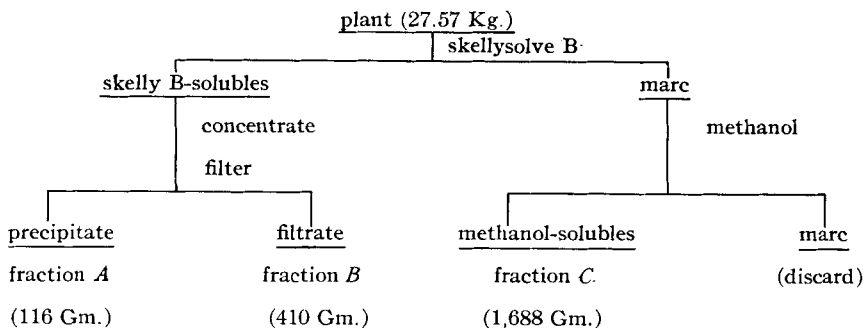 plant (27.57 Kg.)
skellysolve B
skelly B-solubles
marc
concentrate
methanol
filter
precipitate
filtrate
methanol-solubles
marc
fraction A
fraction B
fraction C.
(discard)
(116 Gm.)
(410 Gm.)
(1,688 Gm.)